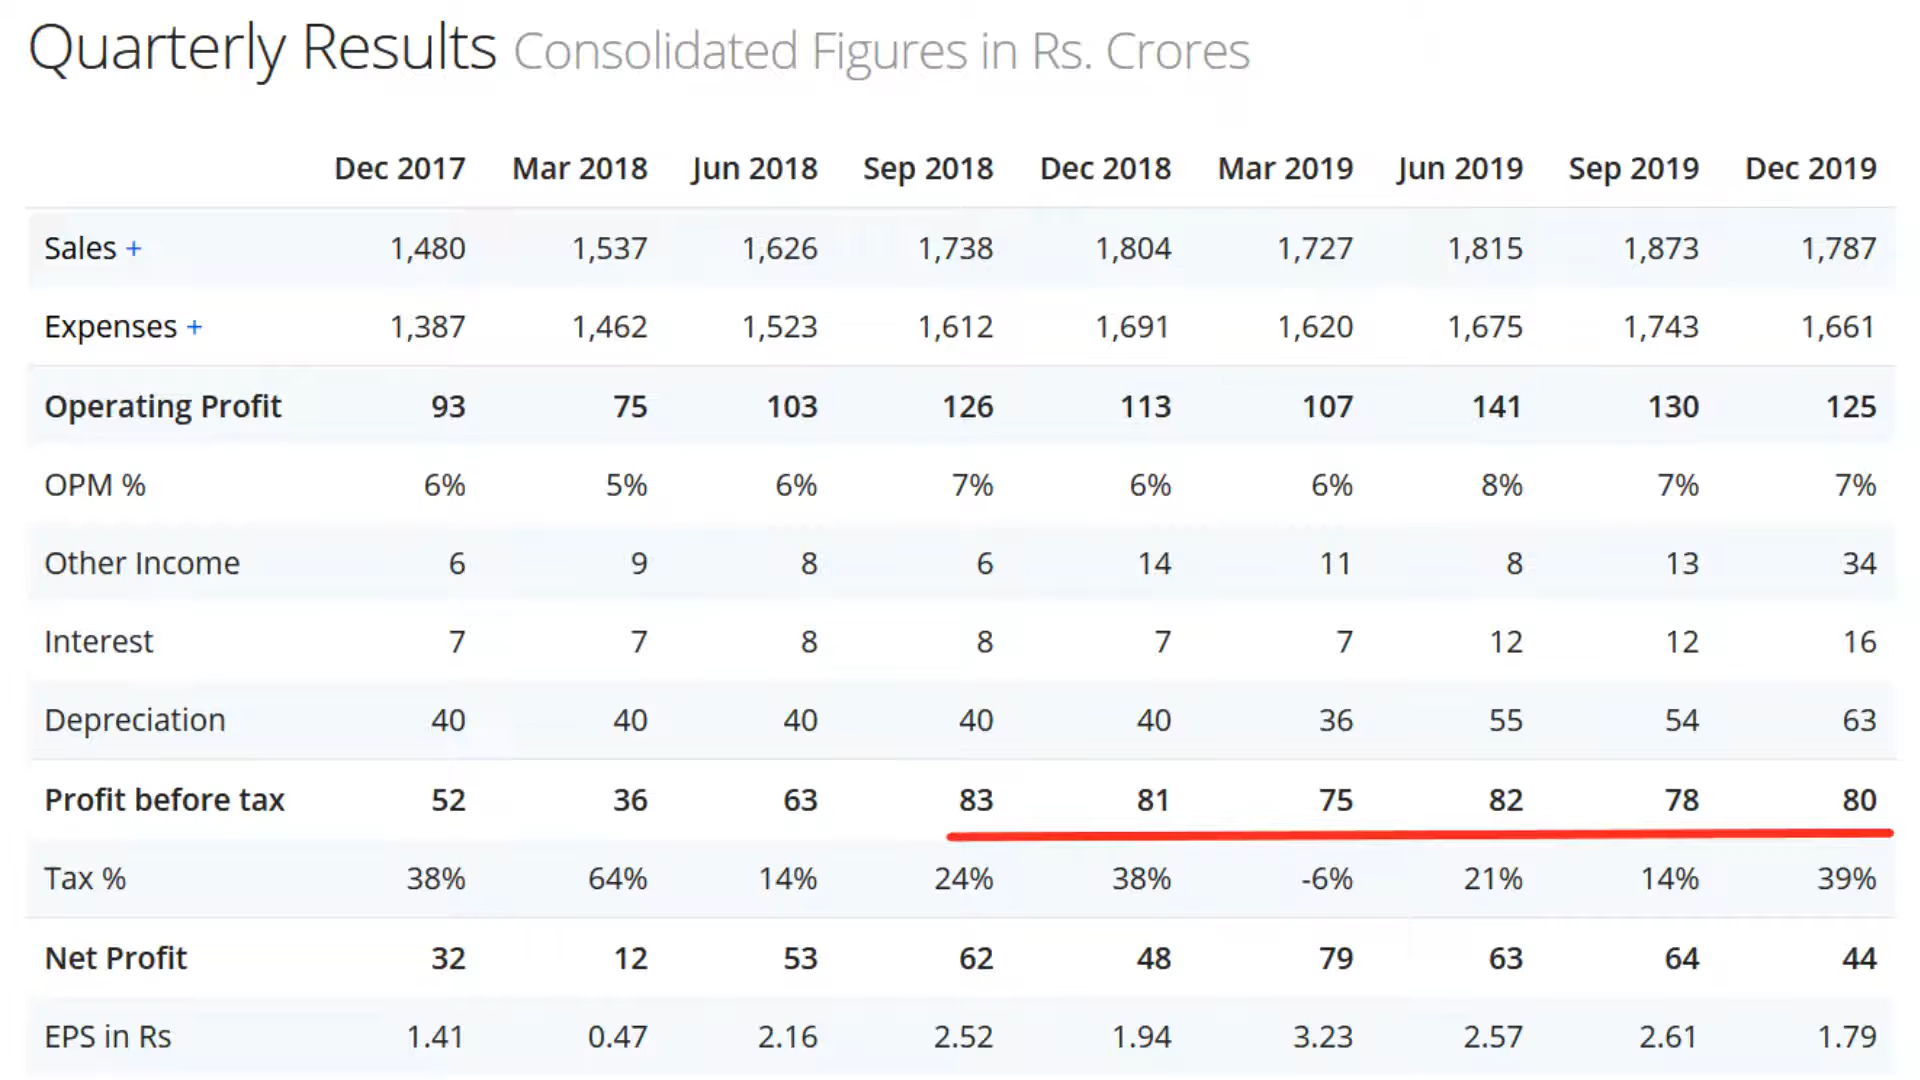 Quarterly Results Consolidated Figures in Rs. Crores
Dec 2017 Mar 2018 Jun 2018 Sep 2018 Dec 2018 Mar 2019 Jun 2019 Sep 2019 Dec 2019
Sales + 1,480 1,537 1,626 1,738 1,804 1,727 1,815 1,873 1,787
Expenses + 1,387 1,462 1,523 1,612 1,691 1,620 1,675 1,743 1,661
Operating Profit 93 75 103 126 113 107 141 130 125
OPM % 6% 5% 6% 7% 6% 6% 8% 7% 7%
Other Income 6 9 8 6 14 11 8 13 34
Interest 7 7 8 8 7 7 12 12 16
Depreciation 40 40 40 40 40 36 55 54 63
Profit before tax 52 36 63 83 81 75 82 78 80
Tax % 38% 64% 14% 24% 38% -6% 21% 14% 39%
Net Profit 32 12 53 62 48 79 63 64 44
EPS in Rs 1.41 0.47 2.16 2.52 1.94 3.23 2.57 2.61 1.79